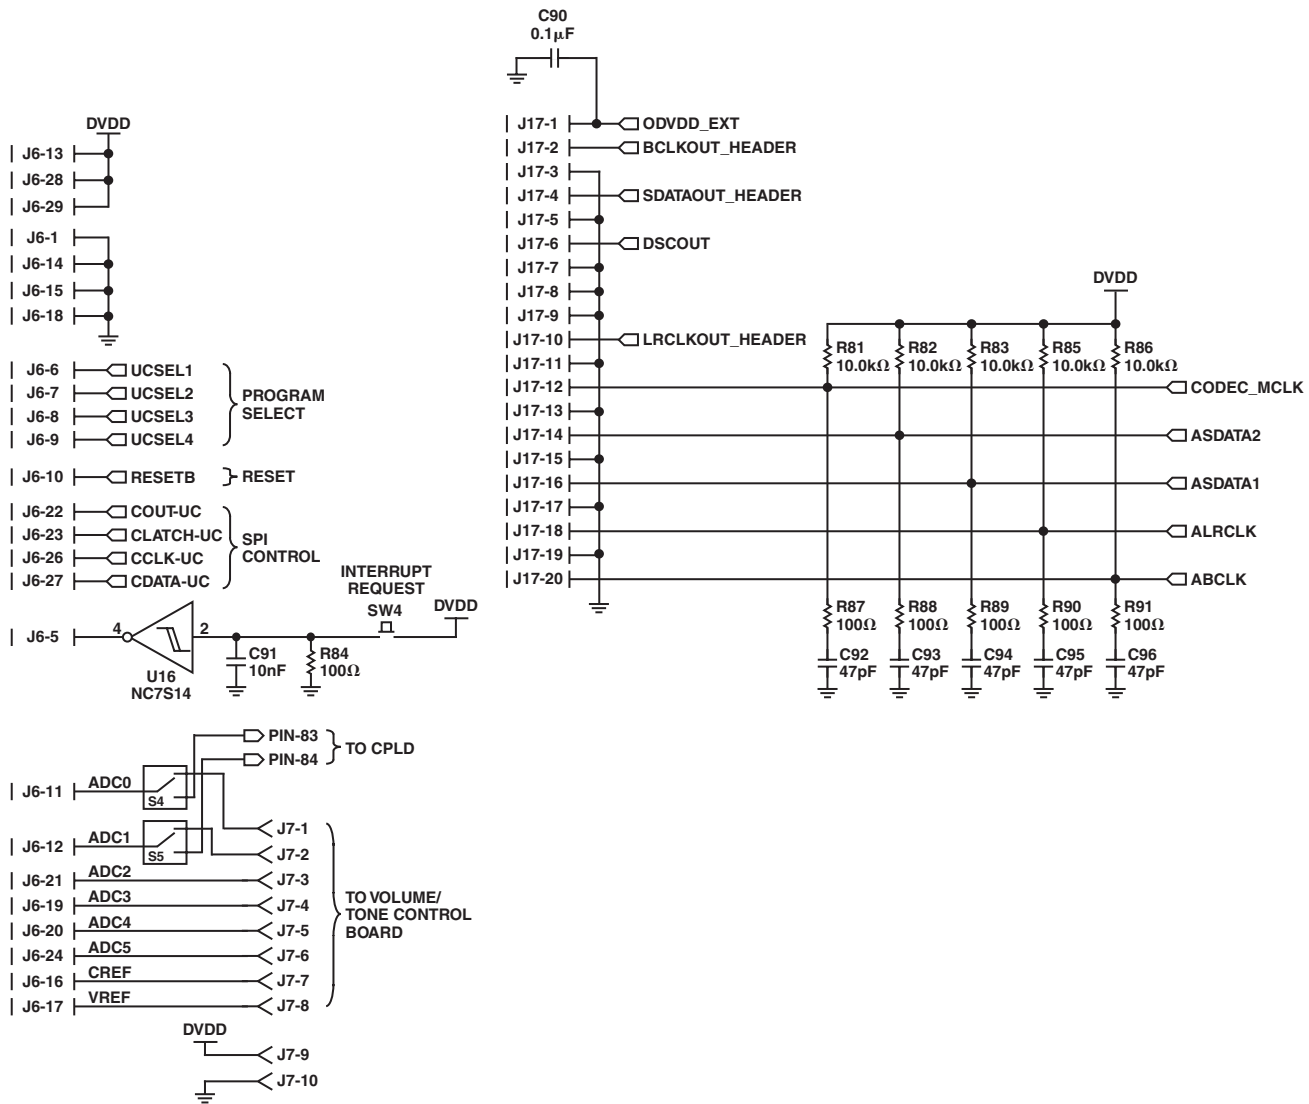 C90
0.1µF
J17-1 ODVDD_EXT
J17-2 BCLKOUT_HEADER
J17-3
J17-4 SDATAOUT_HEADER
J17-5
J17-6 DSCOUT
J17-7
J17-8
J17-9
J17-10 LRCLKOUT_HEADER
J17-11
J17-12 CODEC_MCLK
J17-13
J17-14 ASDATA2
J17-15
J17-16 ASDATA1
J17-17
J17-18 ALRCLK
J17-19
J17-20 ABCLK
DVDD
R81 R82 R83 R85 R86
10.0kΩ 10.0kΩ 10.0kΩ 10.0kΩ 10.0kΩ
R87 R88 R89 R90 R91
100Ω 100Ω 100Ω 100Ω 100Ω
C92 C93 C94 C95 C96
47pF 47pF 47pF 47pF 47pF
DVDD
J6-13
J6-28
J6-29
J6-1
J6-14
J6-15
J6-18
J6-6 UCSEL1
J6-7 UCSEL2
J6-8 UCSEL3
J6-9 UCSEL4
PROGRAM
SELECT
J6-10 RESETB RESET
J6-22 COUT-UC
J6-23 CLATCH-UC
J6-26 CCLK-UC
J6-27 CDATA-UC
SPI
CONTROL
INTERRUPT
REQUEST
SW4 DVDD
J6-5 4 2
U16
NC7S14
C91
10nF
R84
100Ω
PIN-83
PIN-84
TO CPLD
J6-11 ADC0 S4
J7-1
J6-12 ADC1 S5
J7-2
J6-21 ADC2 J7-3
J6-19 ADC3 J7-4
J6-20 ADC4 J7-5
J6-24 ADC5 J7-6
J6-16 CREF J7-7
J6-17 VREF J7-8
TO VOLUME/
TONE CONTROL
BOARD
DVDD
J7-9
J7-10